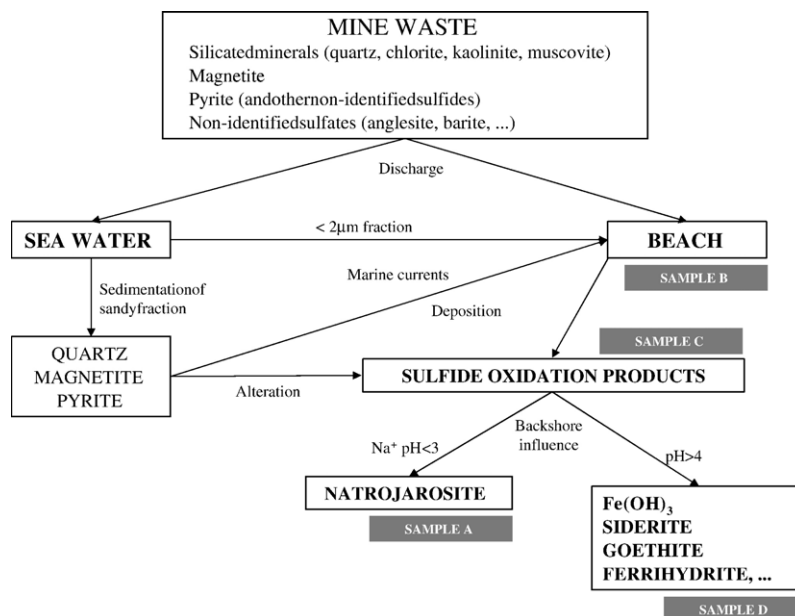 MINE WASTE
Silicatedminerals (quartz, chlorite, kaolinite, muscovite)
Magnetite
Pyrite (andothernon-identifiedsulfides)
Non-identifiedsulfates (anglesite, barite, ...)
Discharge
SEA WATER
< 2μm fraction
BEACH
SAMPLE B
Marine currents
Sedimentationof
sandyfraction
Deposition
SAMPLE C
QUARTZ
MAGNETITE
PYRITE
Alteration
SULFIDE OXIDATION PRODUCTS
Na⁺ pH<3
Backshore
influence
pH>4
NATROJAROSITE
SAMPLE A
Fe(OH)₃
SIDERITE
GOETHITE
FERRIHYDRITE, ...
SAMPLE D